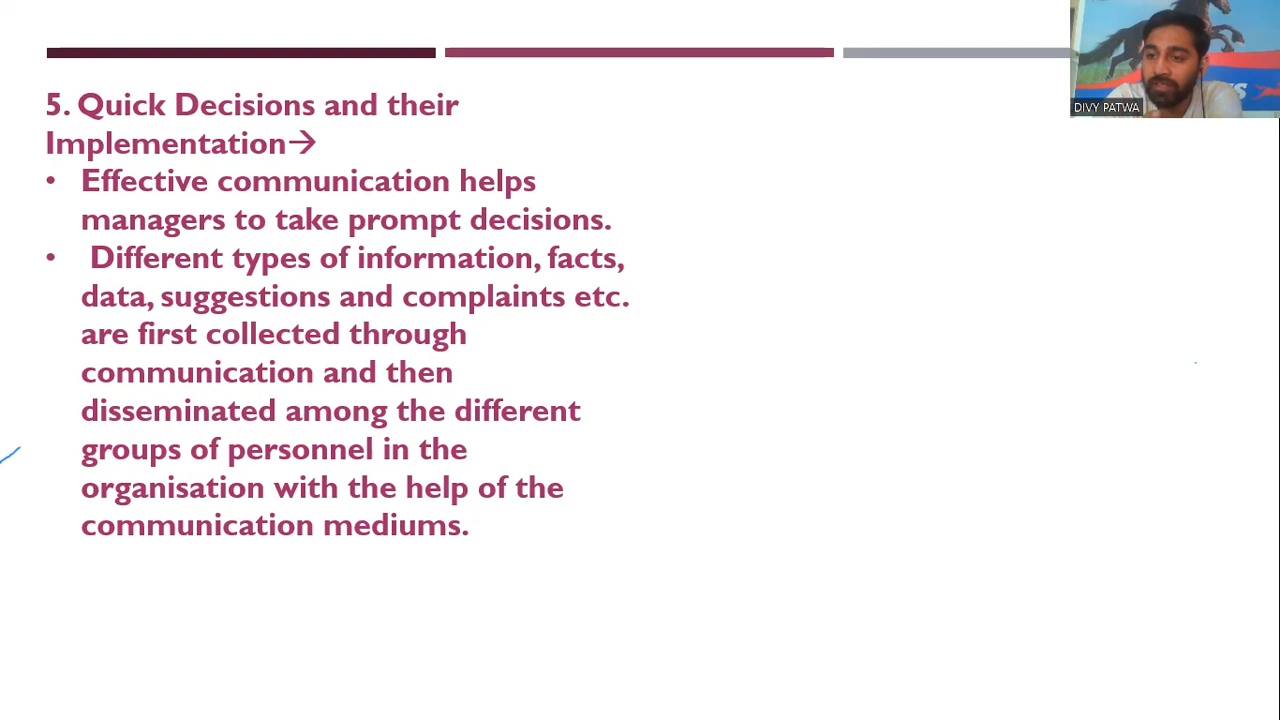 5. Quick Decisions and their
Implementation→
• Effective communication helps
managers to take prompt decisions.
• Different types of information, facts,
data, suggestions and complaints etc.
are first collected through
communication and then
disseminated among the different
groups of personnel in the
organisation with the help of the
communication mediums.
DIVY PATWA